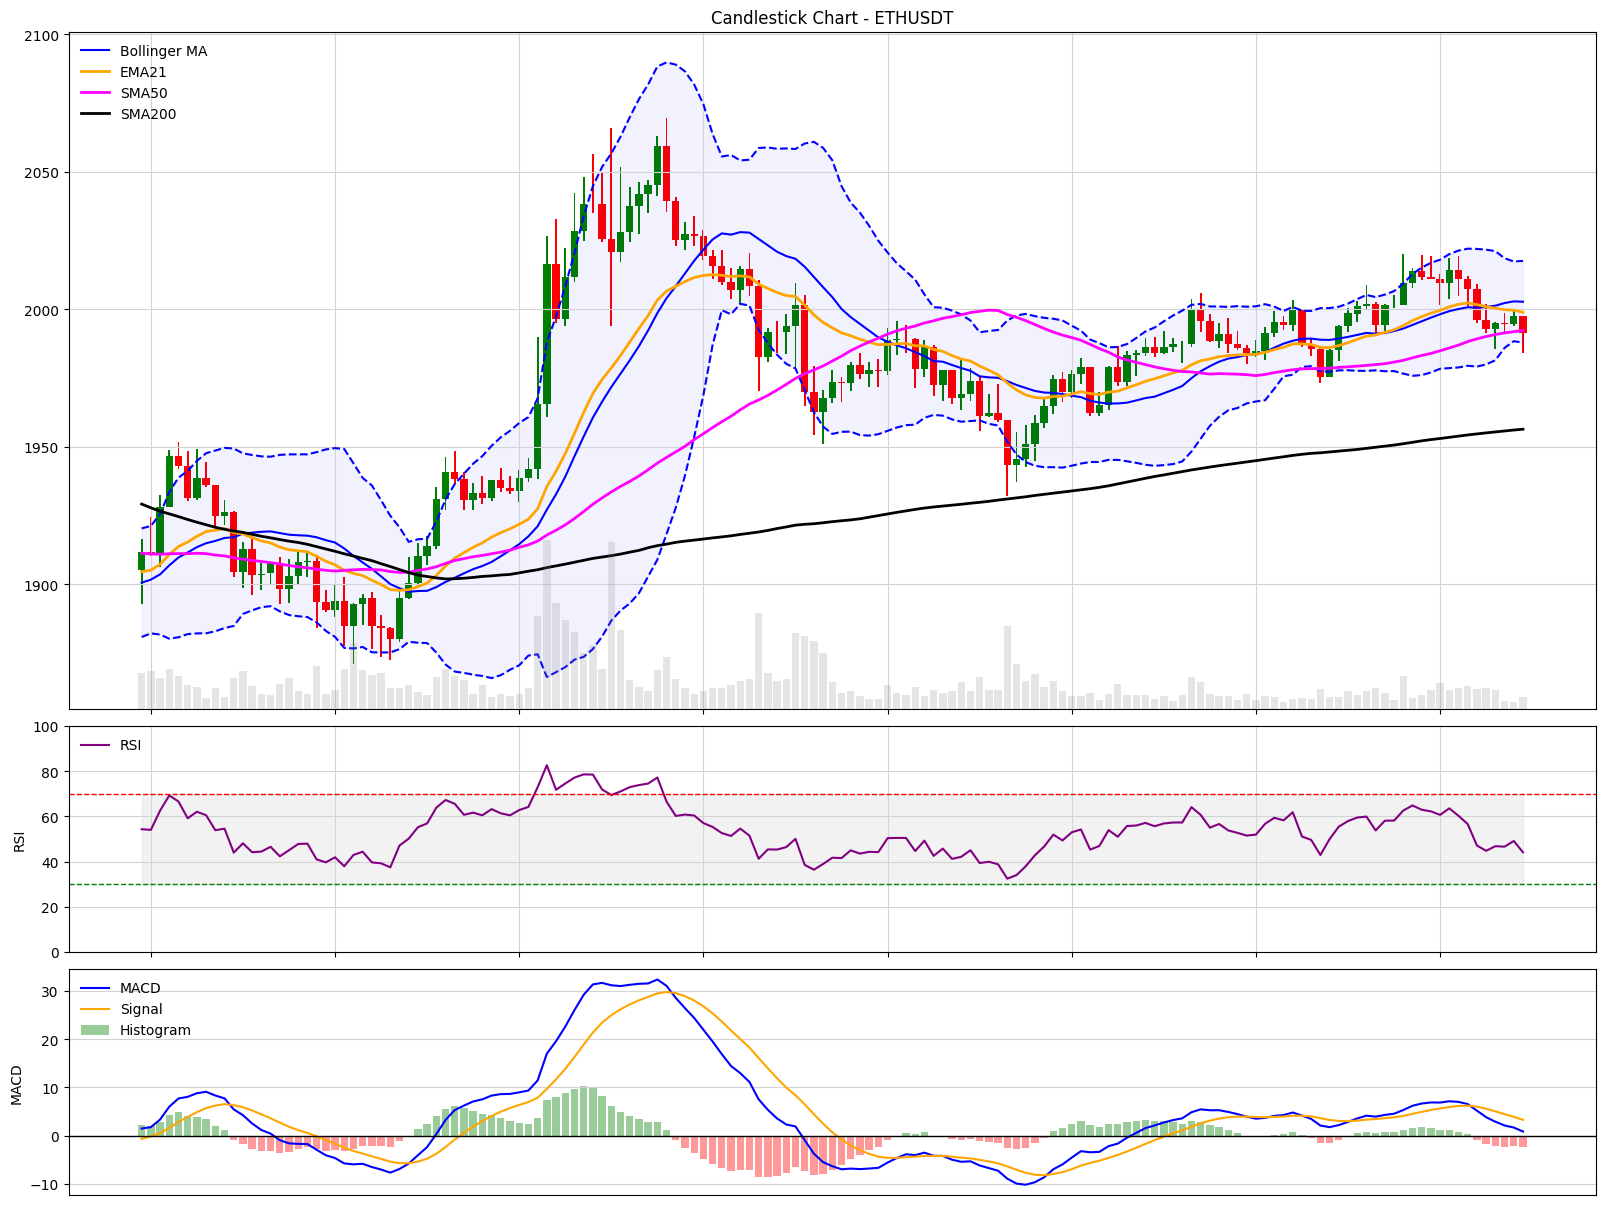 Candlestick Chart - ETHUSDT
Bollinger MA
EMA21
SMA50
SMA200
2100
2050
2000
1950
1900
RSI
RSI
100
80
60
40
20
0
MACD
Signal
Histogram
MACD
30
20
10
0
−10